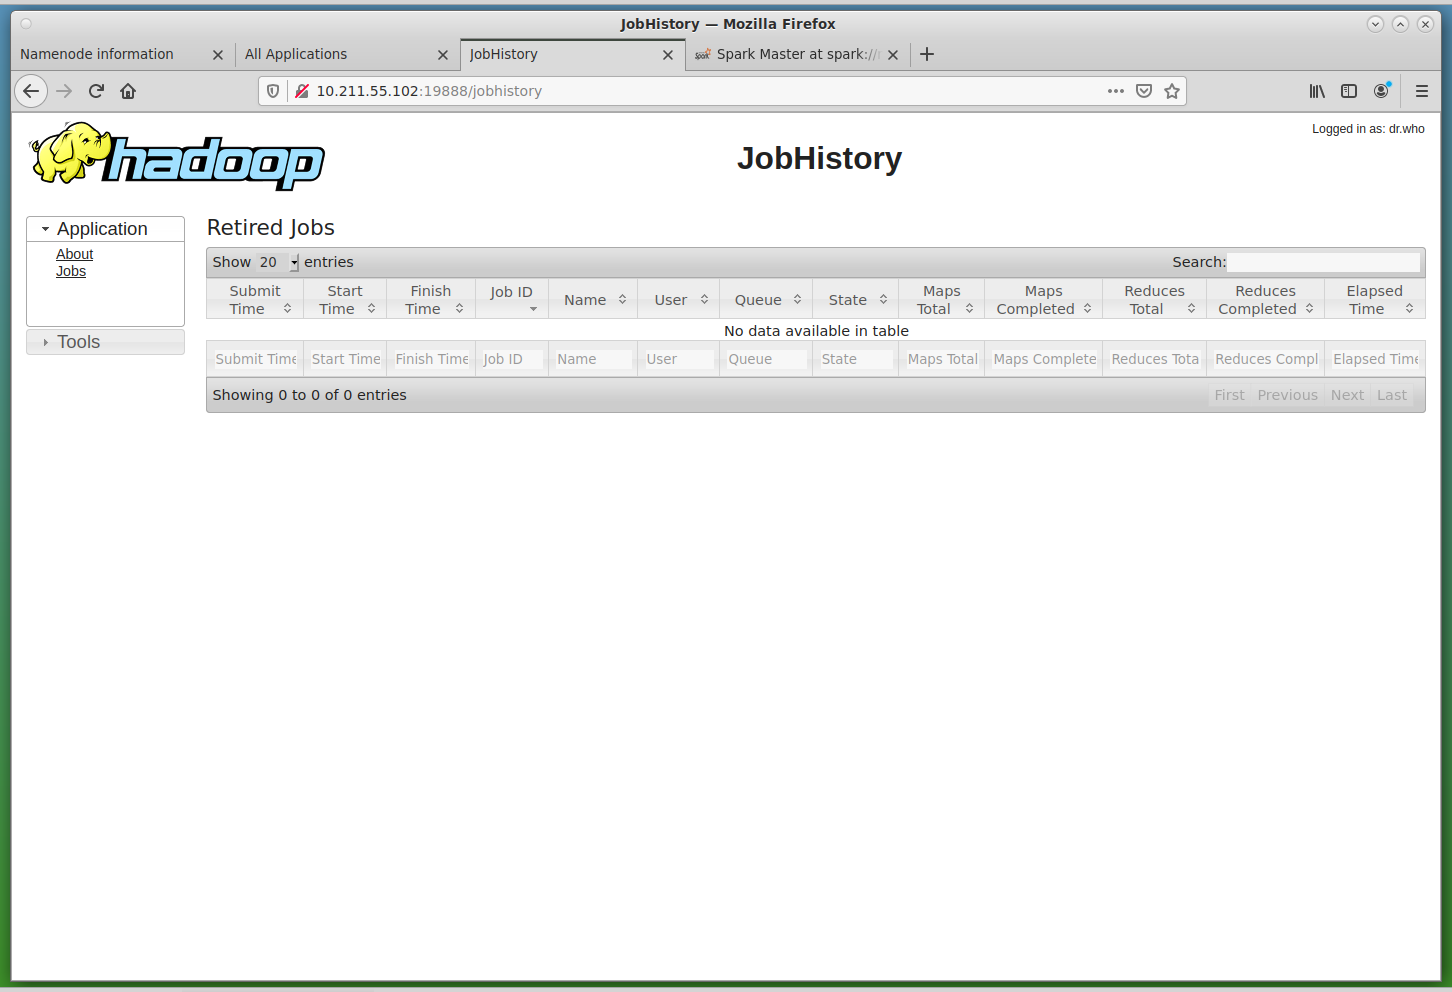 JobHistory — Mozilla Firefox
Namenode information
All Applications
JobHistory
Spark Master at spark://
10.211.55.102:19888/jobhistory
hadoop
JobHistory
Logged in as: dr.who
Application
About
Jobs
Tools
Retired Jobs
Show 20 entries
Search:
Submit Time
Start Time
Finish Time
Job ID
Name
User
Queue
State
Maps Total
Maps Completed
Reduces Total
Reduces Completed
Elapsed Time
No data available in table
Submit Time
Start Time
Finish Time
Job ID
Name
User
Queue
State
Maps Total
Maps Complete
Reduces Tota
Reduces Compl
Elapsed Time
Showing 0 to 0 of 0 entries
First Previous Next Last